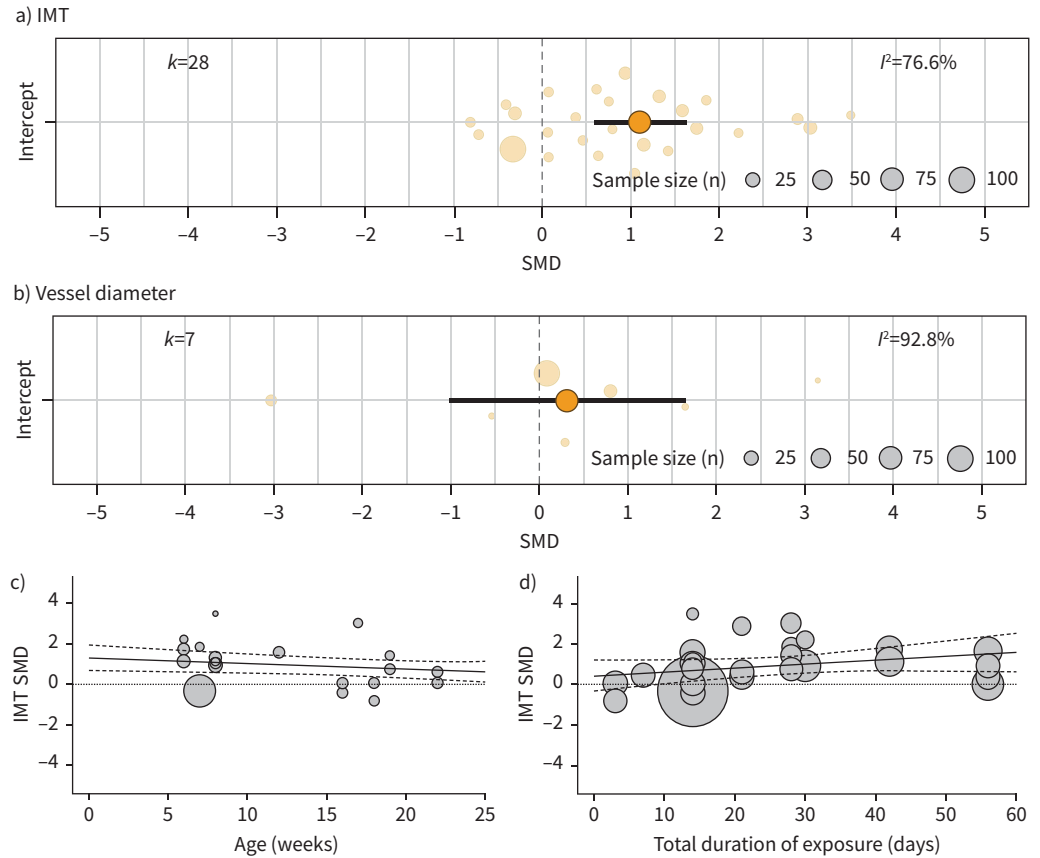 a) IMT
k=28
I²=76.6%
Intercept
Sample size (n) 25 50 75 100
–5 –4 –3 –2 –1 0 1 2 3 4 5
SMD
b) Vessel diameter
k=7
I²=92.8%
Intercept
Sample size (n) 25 50 75 100
–5 –4 –3 –2 –1 0 1 2 3 4 5
SMD
c)
IMT SMD
4
2
0
–2
–4
0 5 10 15 20 25
Age (weeks)
d)
IMT SMD
4
2
0
–2
–4
0 10 20 30 40 50 60
Total duration of exposure (days)